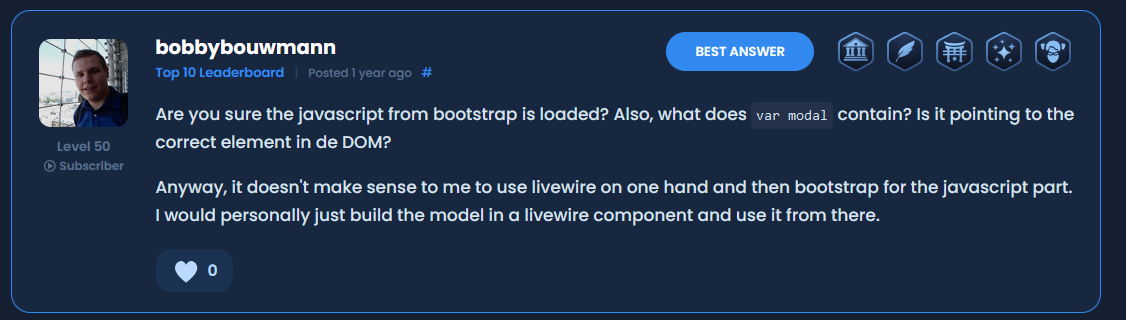 bobbybouwmann
BEST ANSWER
Top 10 Leaderboard | Posted 1 year ago #
Are you sure the javascript from bootstrap is loaded? Also, what does var modal contain? Is it pointing to the
correct element in de DOM?
Level 50
Subscriber
Anyway, it doesn't make sense to me to use livewire on one hand and then bootstrap for the javascript part.
I would personally just build the model in a livewire component and use it from there.
0